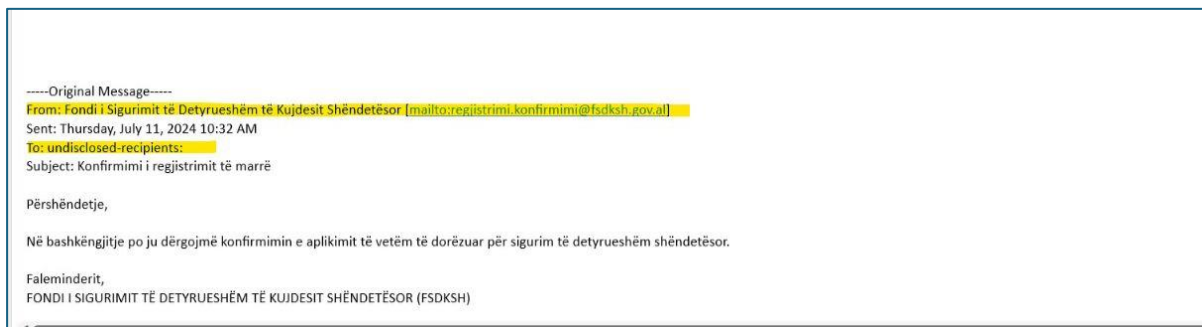 -----Original Message-----
From: Fondi i Sigurimit të Detyrueshëm të Kujdesit Shëndetësor [mailto:regjistrimi.konfirmimi@fsdksh.gov.al]
Sent: Thursday, July 11, 2024 10:32 AM
To: undisclosed-recipients:
Subject: Konfirmimi i regjistrimit të marrë
Përshëndetje,
Në bashkëngjitje po ju dërgojmë konfirmimin e aplikimit të vetëm të dorëzuar për sigurim të detyrueshëm shëndetësor.
Faleminderit,
FONDI I SIGURIMIT TË DETYRUESHËM TË KUJDESIT SHËNDETËSOR (FSDKSH)